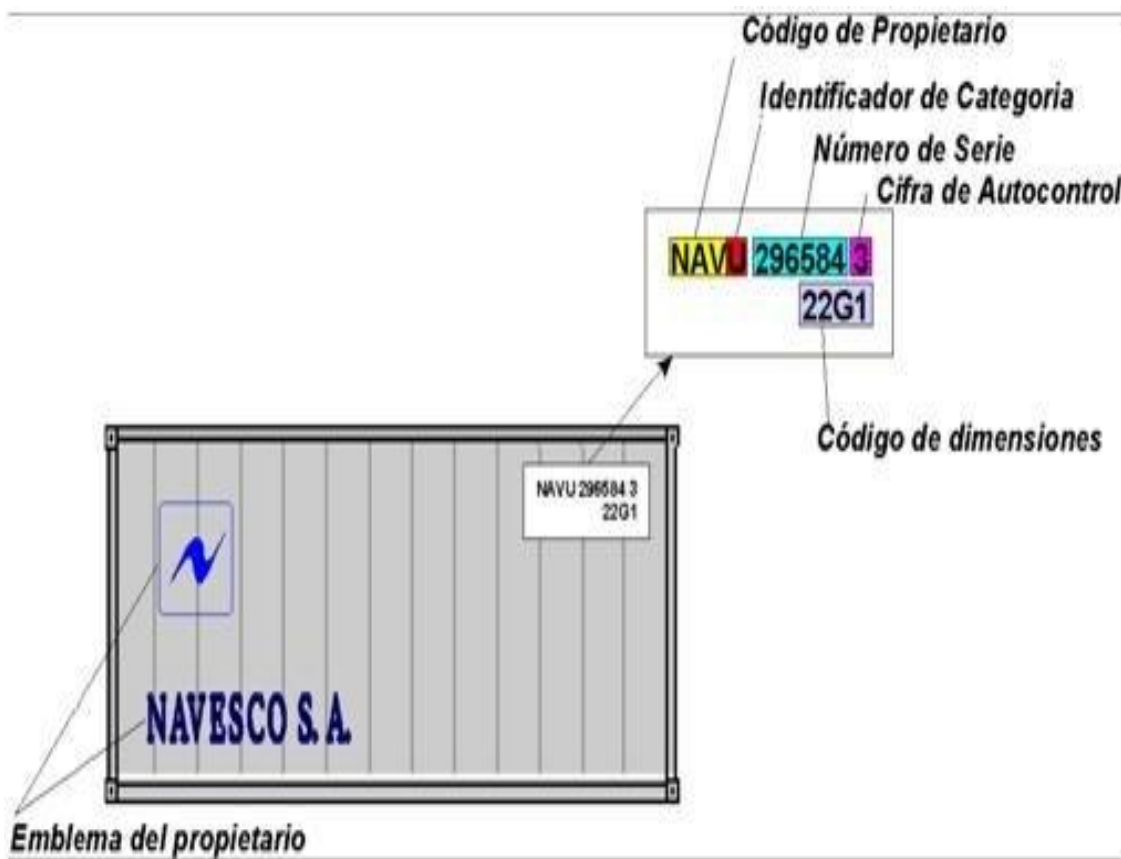 Código de Propietario
Identificador de Categoria
Número de Serie
Cifra de Autocontrol
NAVU 296584 3
22G1
Código de dimensiones
NAVU 296584 3
22G1
NAVESCO S. A.
Emblema del propietario